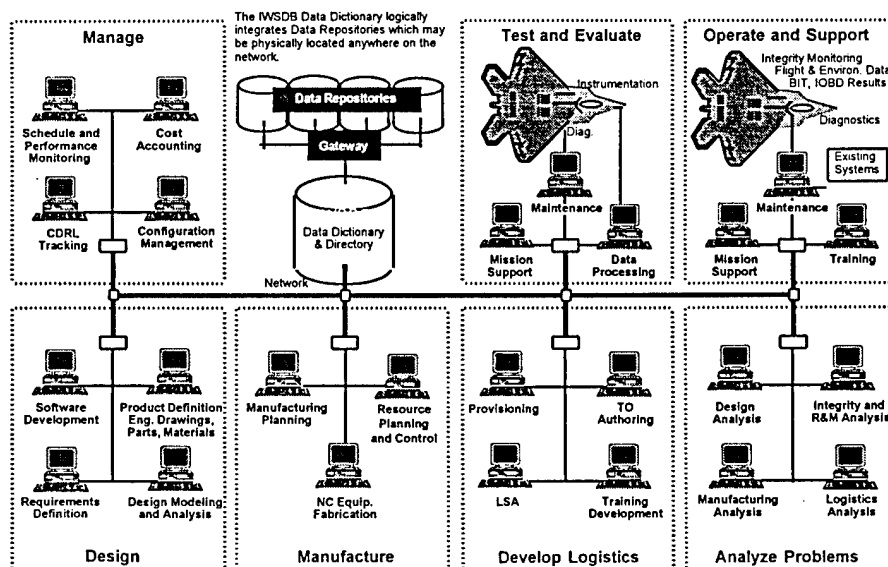 Manage
Schedule and
Performance
Monitoring
Cost
Accounting
CDRL
Tracking
Configuration
Management
The IWSDB Data Dictionary logically
integrates Data Repositories which may
be physically located anywhere on the
network.
Data Repositories
Gateway
Data Dictionary
& Directory
Network
Test and Evaluate
Instrumentation
Diag.
Maintenance
Mission
Support
Data
Processing
Operate and Support
Integrity Monitoring
Flight & Environ. Data
BIT, IOBD Results
Diagnostics
Existing
Systems
Maintenance
Mission
Support
Training
Software
Development
Product Definition
Eng. Drawings,
Parts, Materials
Requirements
Definition
Design Modeling
and Analysis
Design
Manufacturing
Planning
Resource
Planning
and Control
NC Equip.
Fabrication
Manufacture
Provisioning
TO
Authoring
LSA
Training
Development
Develop Logistics
Design
Analysis
Integrity and
R&M Analysis
Manufacturing
Analysis
Logistics
Analysis
Analyze Problems